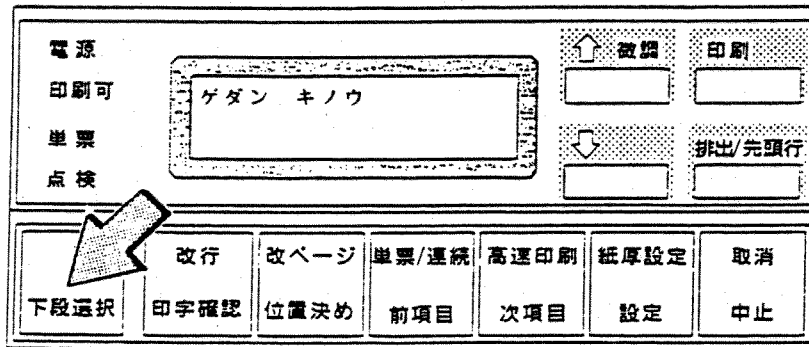 電源
印刷可
単票
点検
ゲダン キノウ
微調
印刷
排出/先頭行
下段選択
改行
印字確認
改ページ
位置決め
単票/連続
前項目
高速印刷
次項目
紙厚設定
設定
取消
中止